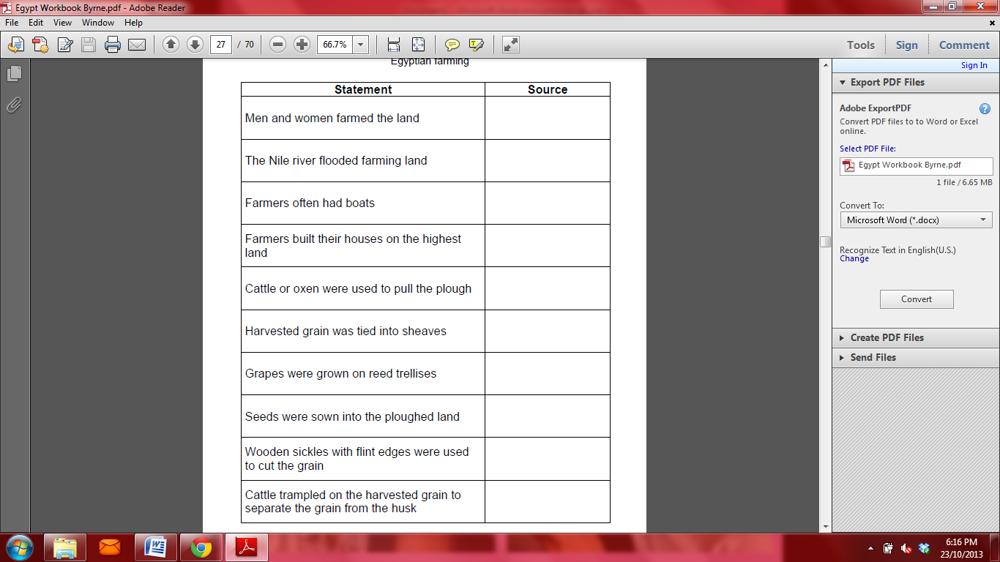 Egypt Workbook Byrne.pdf - Adobe Reader
File Edit View Window Help
27 / 70
66.7%
Tools Sign Comment
Egyptian farming
Statement Source
Men and women farmed the land
The Nile river flooded farming land
Farmers often had boats
Farmers built their houses on the highest
land
Cattle or oxen were used to pull the plough
Harvested grain was tied into sheaves
Grapes were grown on reed trellises
Seeds were sown into the ploughed land
Wooden sickles with flint edges were used
to cut the grain
Cattle trampled on the harvested grain to
separate the grain from the husk
Sign In
Export PDF Files
Adobe ExportPDF
Convert PDF files to to Word or Excel
online.
Select PDF File:
Egypt Workbook Byrne.pdf
1 file / 6.65 MB
Convert To:
Microsoft Word (*.docx)
Recognize Text in English(U.S.)
Change
Convert
Create PDF Files
Send Files
6:16 PM
23/10/2013